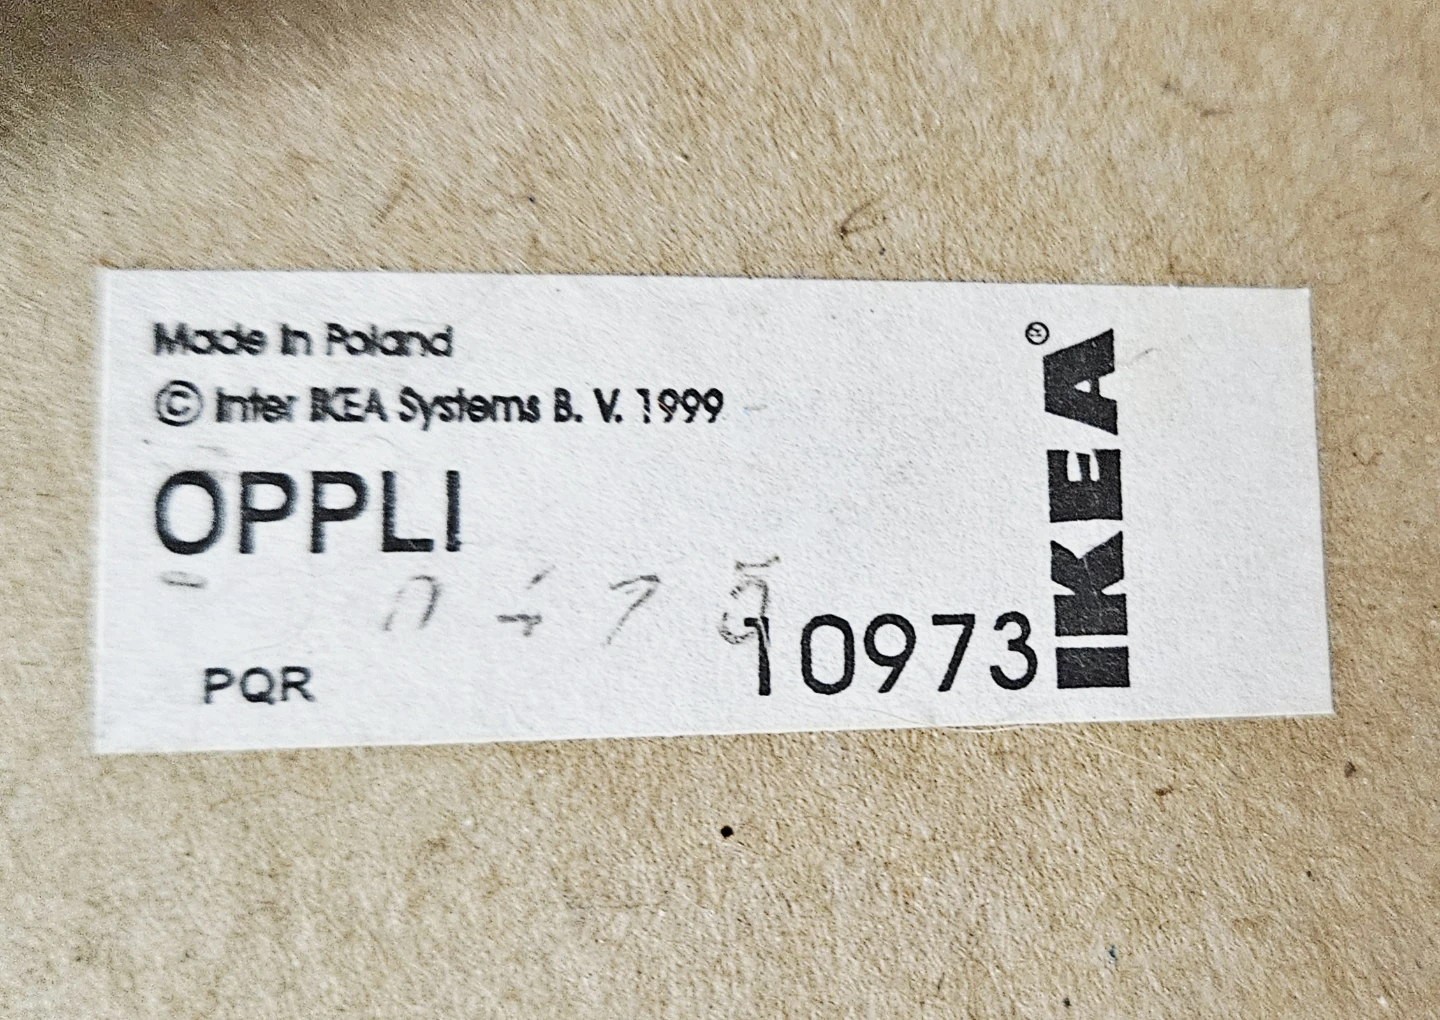 Made in Poland
© Inter IKEA Systems B. V. 1999
OPPLI
PQR
10973
IKEA®